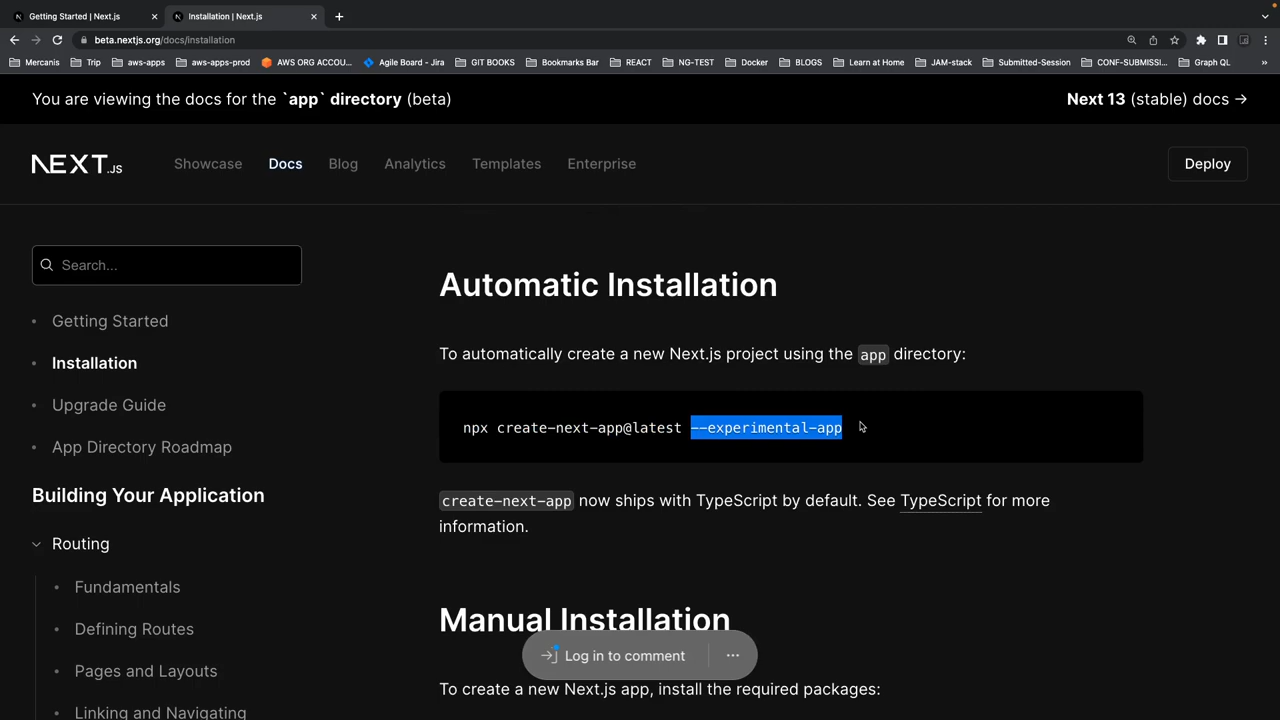 Getting Started | Next.js
Installation | Next.js
beta.nextjs.org/docs/installation
Mercanis
Trip
aws-apps
aws-apps-prod
AWS ORG ACCOU...
Agile Board - Jira
GIT BOOKS
Bookmarks Bar
REACT
NG-TEST
Docker
BLOGS
Learn at Home
JAM-stack
Submitted-Session
CONF-SUBMISSI...
Graph QL
»
You are viewing the docs for the `app` directory (beta)
Next 13 (stable) docs →
NEXT.JS
Showcase
Docs
Blog
Analytics
Templates
Enterprise
Deploy
Search...
Getting Started
Installation
Upgrade Guide
App Directory Roadmap
Building Your Application
Routing
Fundamentals
Defining Routes
Pages and Layouts
Linking and Navigating
Automatic Installation
To automatically create a new Next.js project using the app directory:
npx create-next-app@latest --experimental-app
create-next-app now ships with TypeScript by default. See TypeScript for more
information.
Manual Installation
Log in to comment
To create a new Next.js app, install the required packages: